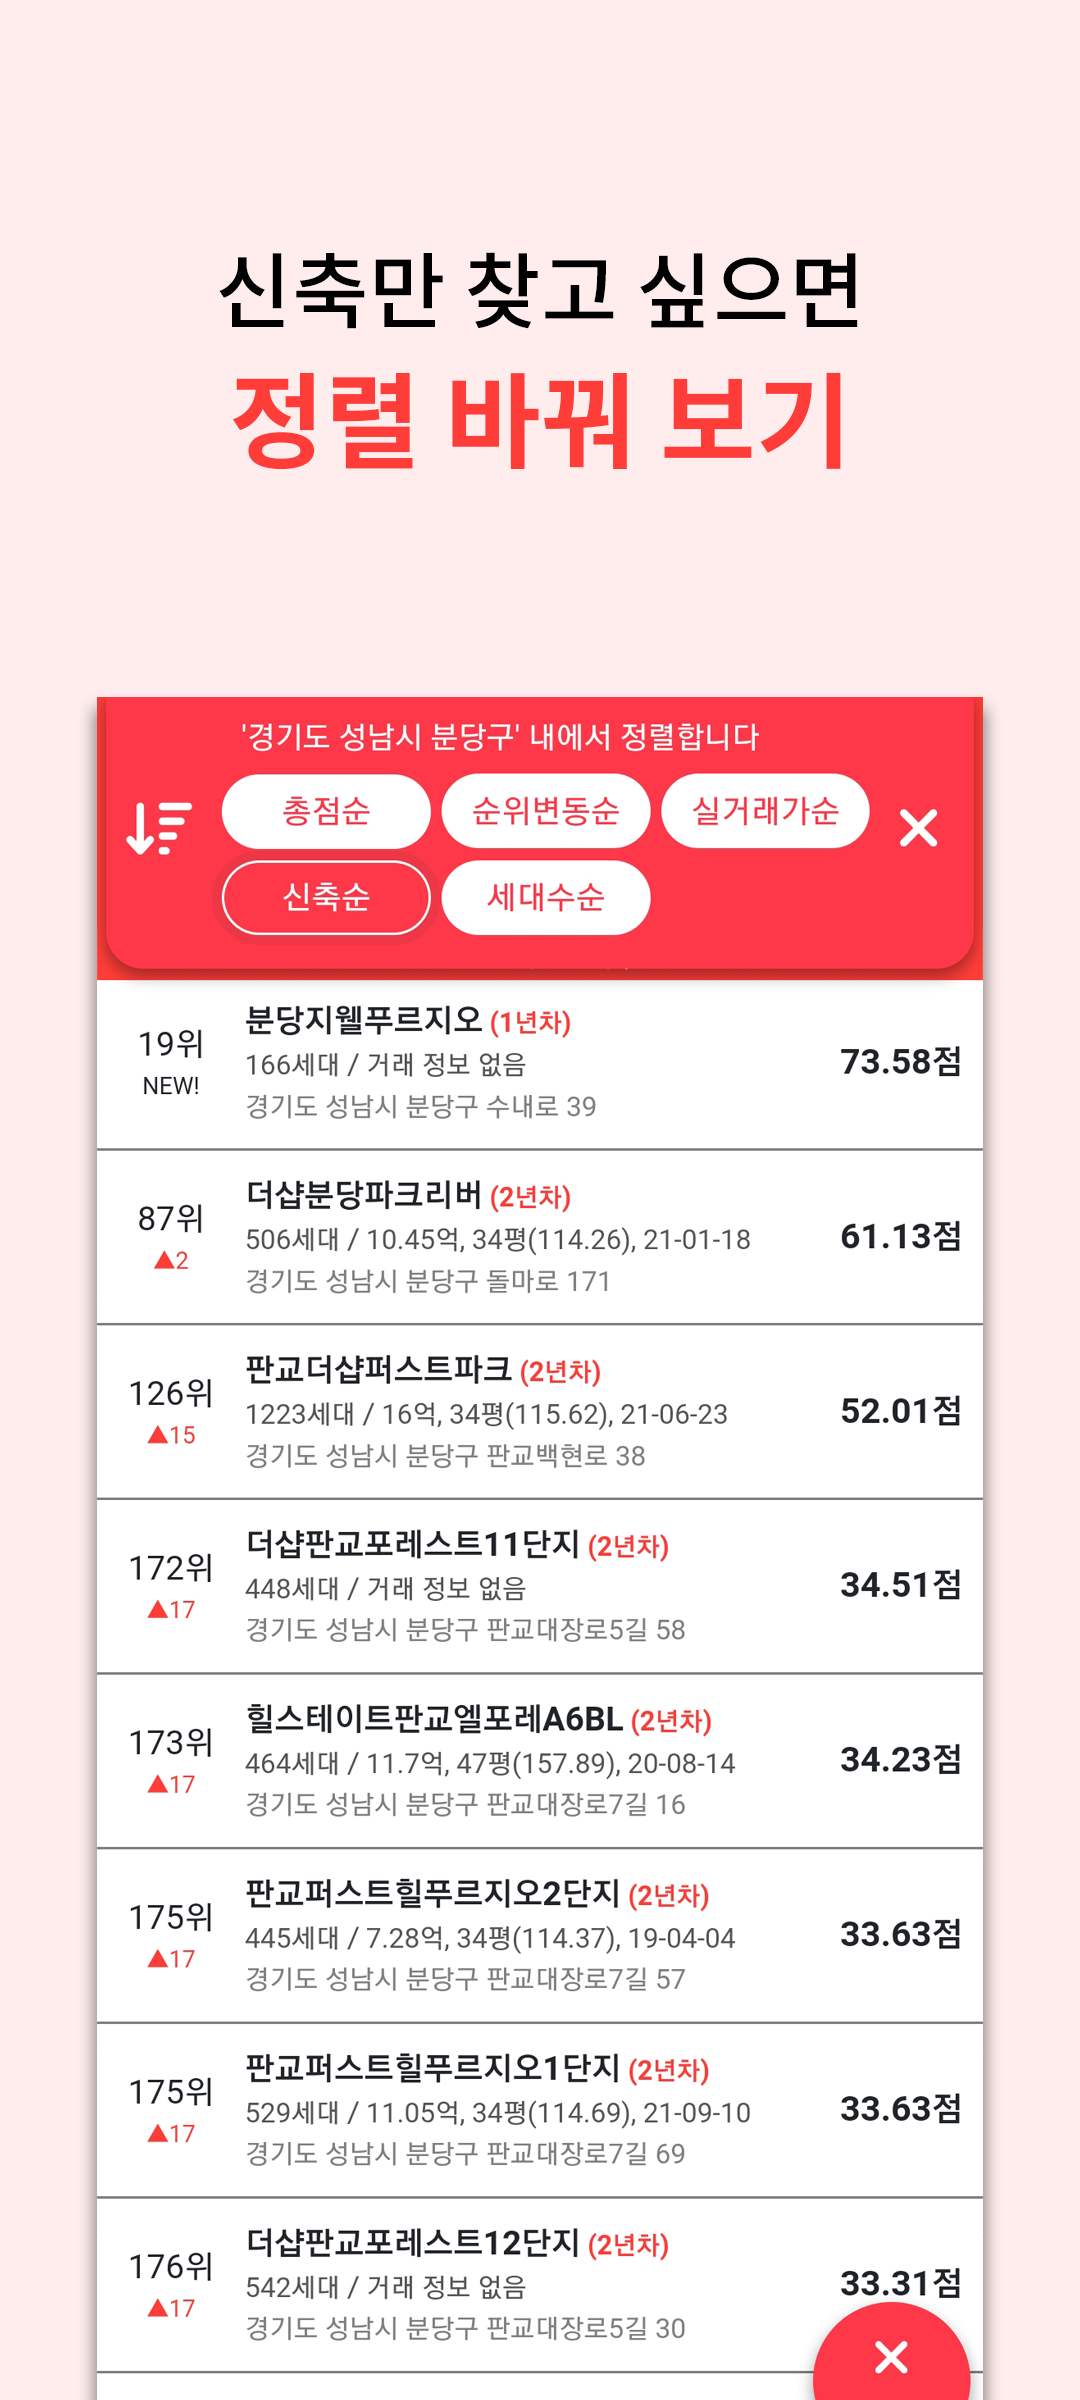 신축만 찾고 싶으면
정렬 바꿔 보기
'경기도 성남시 분당구' 내에서 정렬합니다
총점순 순위변동순 실거래가순
신축순 세대수순
19위
NEW!
분당지웰푸르지오 (1년차)
166세대 / 거래 정보 없음
경기도 성남시 분당구 수내로 39
73.58점
87위
▲2
더샵분당파크리버 (2년차)
506세대 / 10.45억, 34평(114.26), 21-01-18
경기도 성남시 분당구 돌마로 171
61.13점
126위
▲15
판교더샵퍼스트파크 (2년차)
1223세대 / 16억, 34평(115.62), 21-06-23
경기도 성남시 분당구 판교백현로 38
52.01점
172위
▲17
더샵판교포레스트11단지 (2년차)
448세대 / 거래 정보 없음
경기도 성남시 분당구 판교대장로5길 58
34.51점
173위
▲17
힐스테이트판교엘포레A6BL (2년차)
464세대 / 11.7억, 47평(157.89), 20-08-14
경기도 성남시 분당구 판교대장로7길 16
34.23점
175위
▲17
판교퍼스트힐푸르지오2단지 (2년차)
445세대 / 7.28억, 34평(114.37), 19-04-04
경기도 성남시 분당구 판교대장로7길 57
33.63점
175위
▲17
판교퍼스트힐푸르지오1단지 (2년차)
529세대 / 11.05억, 34평(114.69), 21-09-10
경기도 성남시 분당구 판교대장로7길 69
33.63점
176위
▲17
더샵판교포레스트12단지 (2년차)
542세대 / 거래 정보 없음
경기도 성남시 분당구 판교대장로5길 30
33.31점